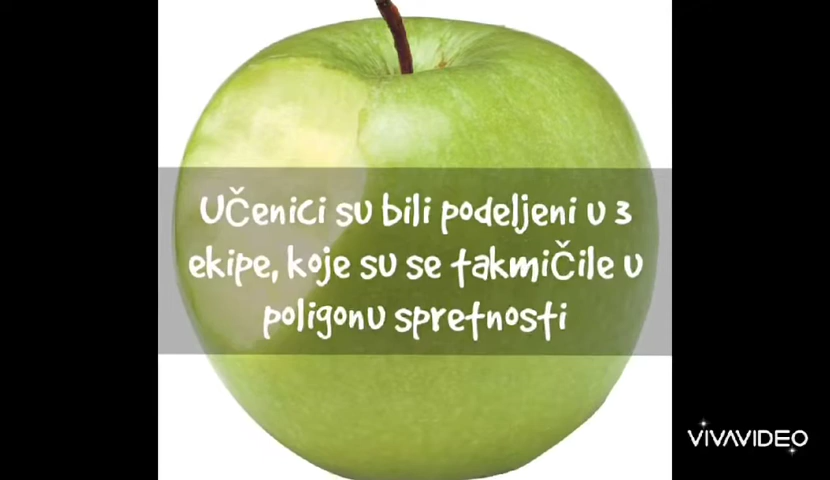 Učenici su bili podeljeni u 3
ekipe, koje su se takmičile u
poligonu spretnosti
VIVAVIDEO